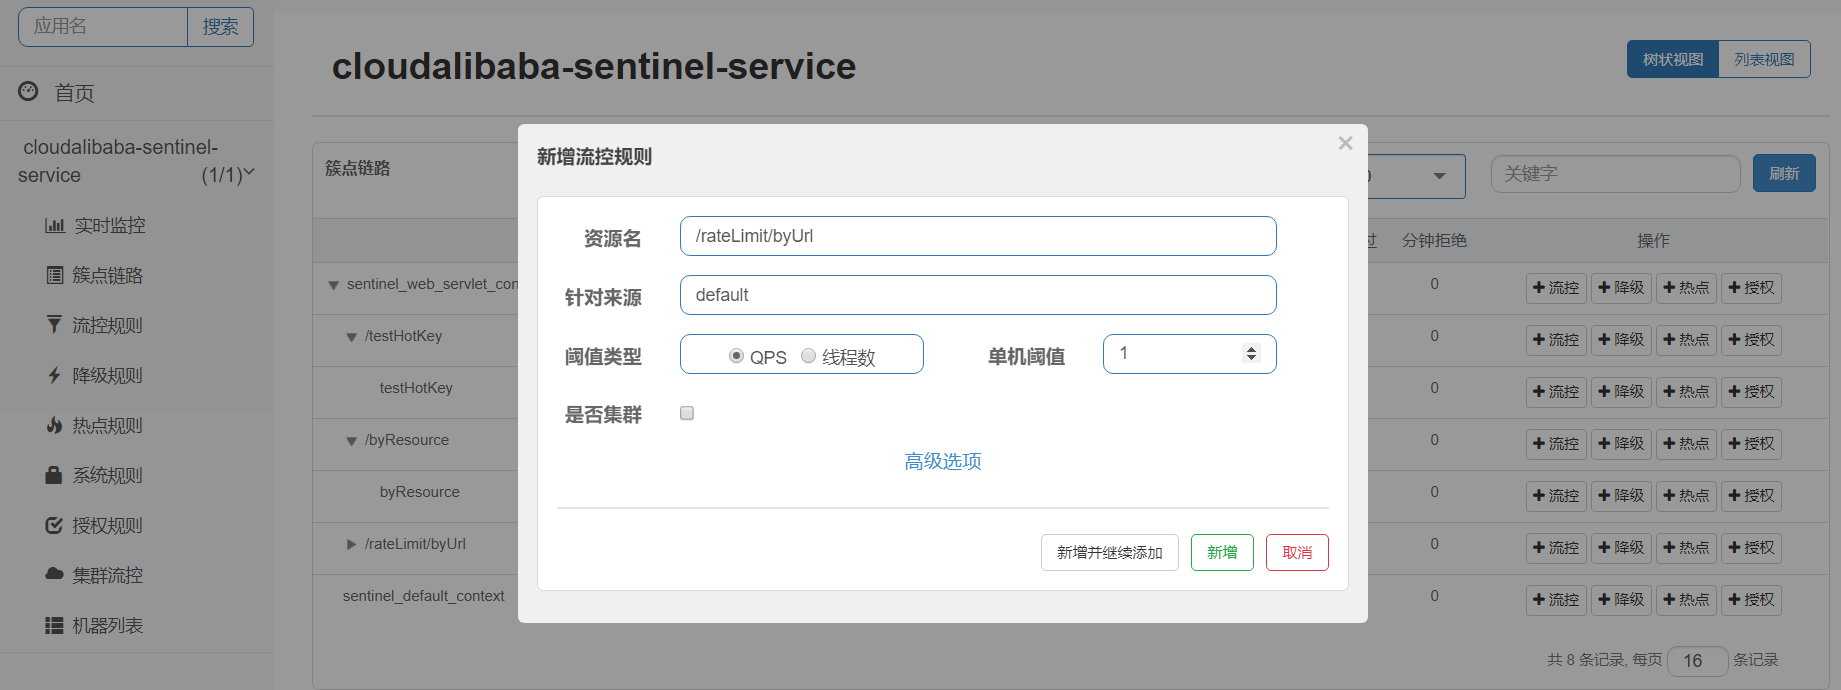 应用名 搜索
首页
cloudalibaba-sentinel-
service (1/1)
实时监控
簇点链路
流控规则
降级规则
热点规则
系统规则
授权规则
集群流控
机器列表
cloudalibaba-sentinel-service
树状视图 列表视图
簇点链路
关键字 刷新
分钟拒绝 操作
sentinel_web_servlet_con 0 流控 降级 热点 授权
/testHotKey 0 流控 降级 热点 授权
testHotKey 0 流控 降级 热点 授权
/byResource 0 流控 降级 热点 授权
byResource 0 流控 降级 热点 授权
/rateLimit/byUrl 0 流控 降级 热点 授权
sentinel_default_context 0 流控 降级 热点 授权
共 8 条记录, 每页 16 条记录
新增流控规则 ×
资源名 /rateLimit/byUrl
针对来源 default
阈值类型 QPS 线程数 单机阈值 1
是否集群
高级选项
新增并继续添加 新增 取消